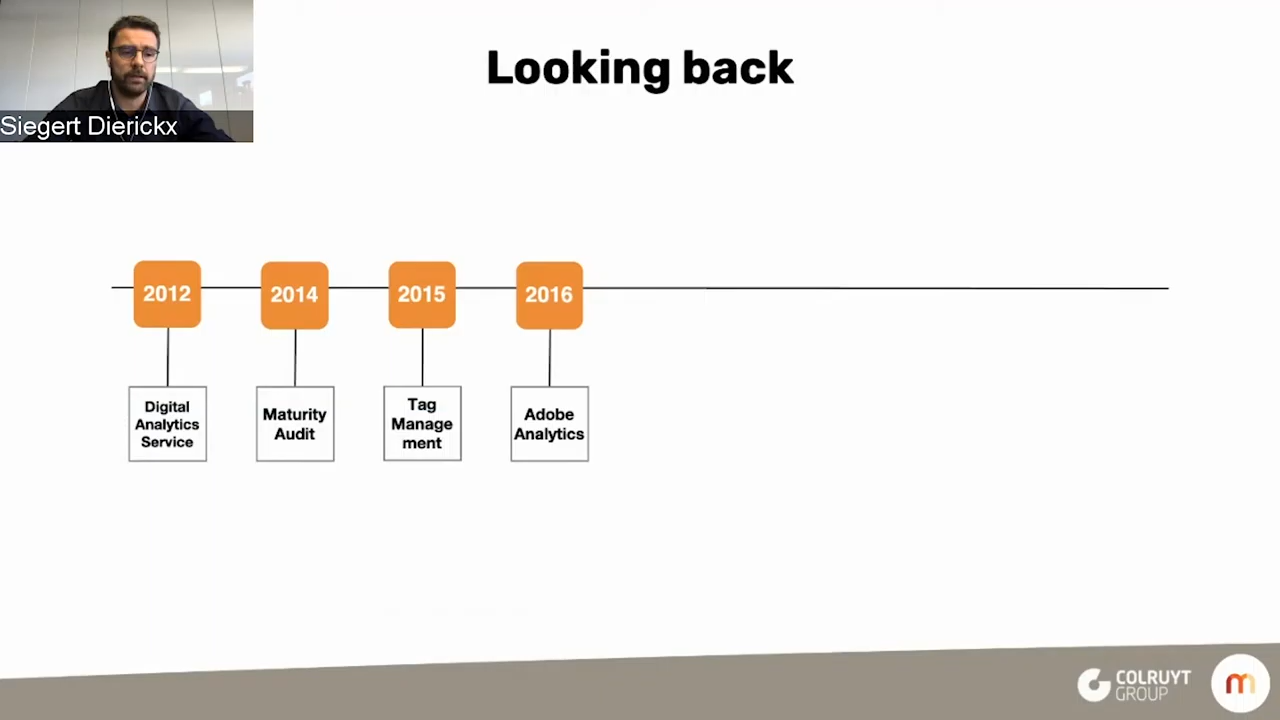 Looking back
Siegert Dierickx
2012
2014
2015
2016
Digital
Analytics
Service
Maturity
Audit
Tag
Manage
ment
Adobe
Analytics
COLRUYT
GROUP
m